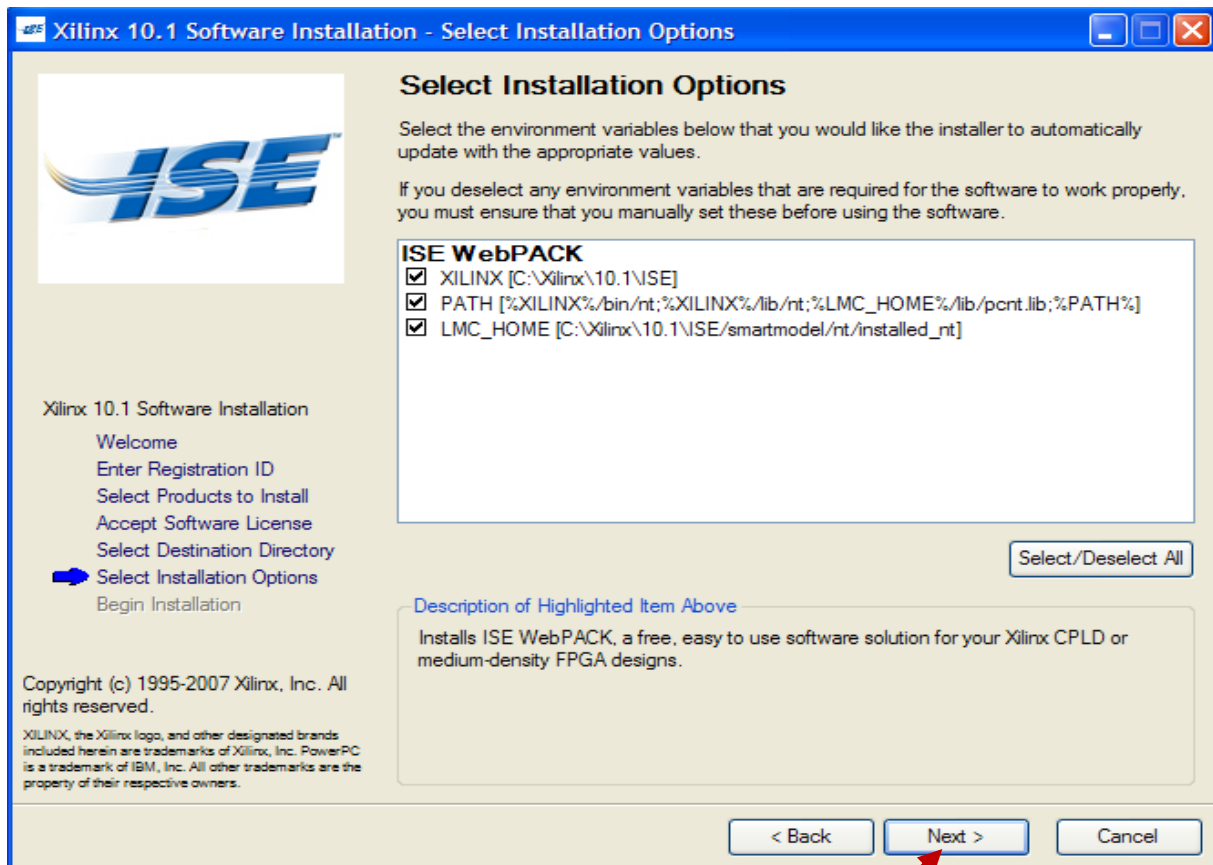 Xilinx 10.1 Software Installation - Select Installation Options
ISE
Select Installation Options
Select the environment variables below that you would like the installer to automatically
update with the appropriate values.
If you deselect any environment variables that are required for the software to work properly,
you must ensure that you manually set these before using the software.
ISE WebPACK
XILINX [C:\Xilinx\10.1\ISE]
PATH [%XILINX%/bin/nt;%XILINX%/lib/nt;%LMC_HOME%/lib/pcnt.lib;%PATH%]
LMC_HOME [C:\Xilinx\10.1\ISE/smartmodel/nt/installed_nt]
Xilinx 10.1 Software Installation
Welcome
Enter Registration ID
Select Products to Install
Accept Software License
Select Destination Directory
Select Installation Options
Begin Installation
Select/Deselect All
Description of Highlighted Item Above
Installs ISE WebPACK, a free, easy to use software solution for your Xilinx CPLD or
medium-density FPGA designs.
Copyright (c) 1995-2007 Xilinx, Inc. All
rights reserved.
XILINX, the Xilinx logo, and other designated brands
included herein are trademarks of Xilinx, Inc. PowerPC
is a trademark of IBM, Inc. All other trademarks are the
property of their respective owners.
< Back
Next >
Cancel